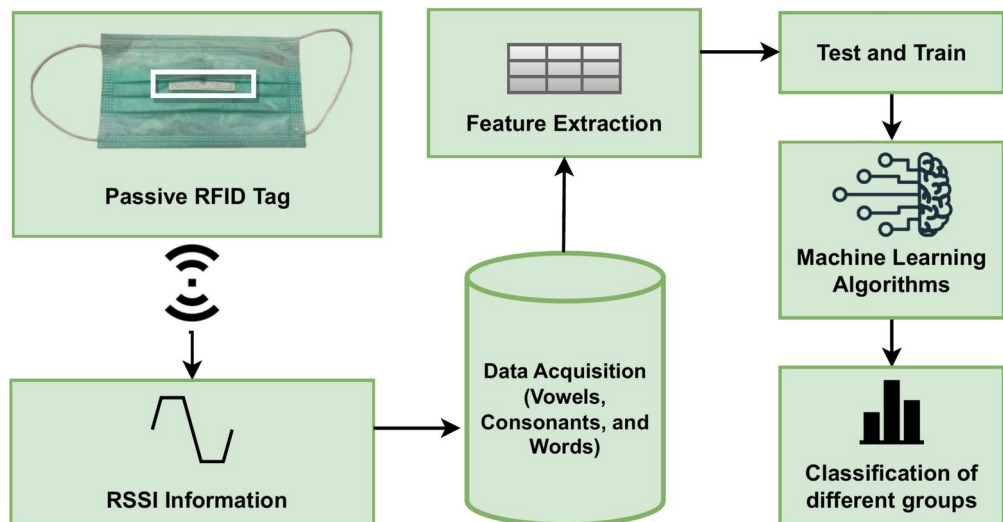 Passive RFID Tag
RSSI Information
Data Acquisition
(Vowels,
Consonants, and
Words)
Feature Extraction
Test and Train
Machine Learning
Algorithms
Classification of
different groups